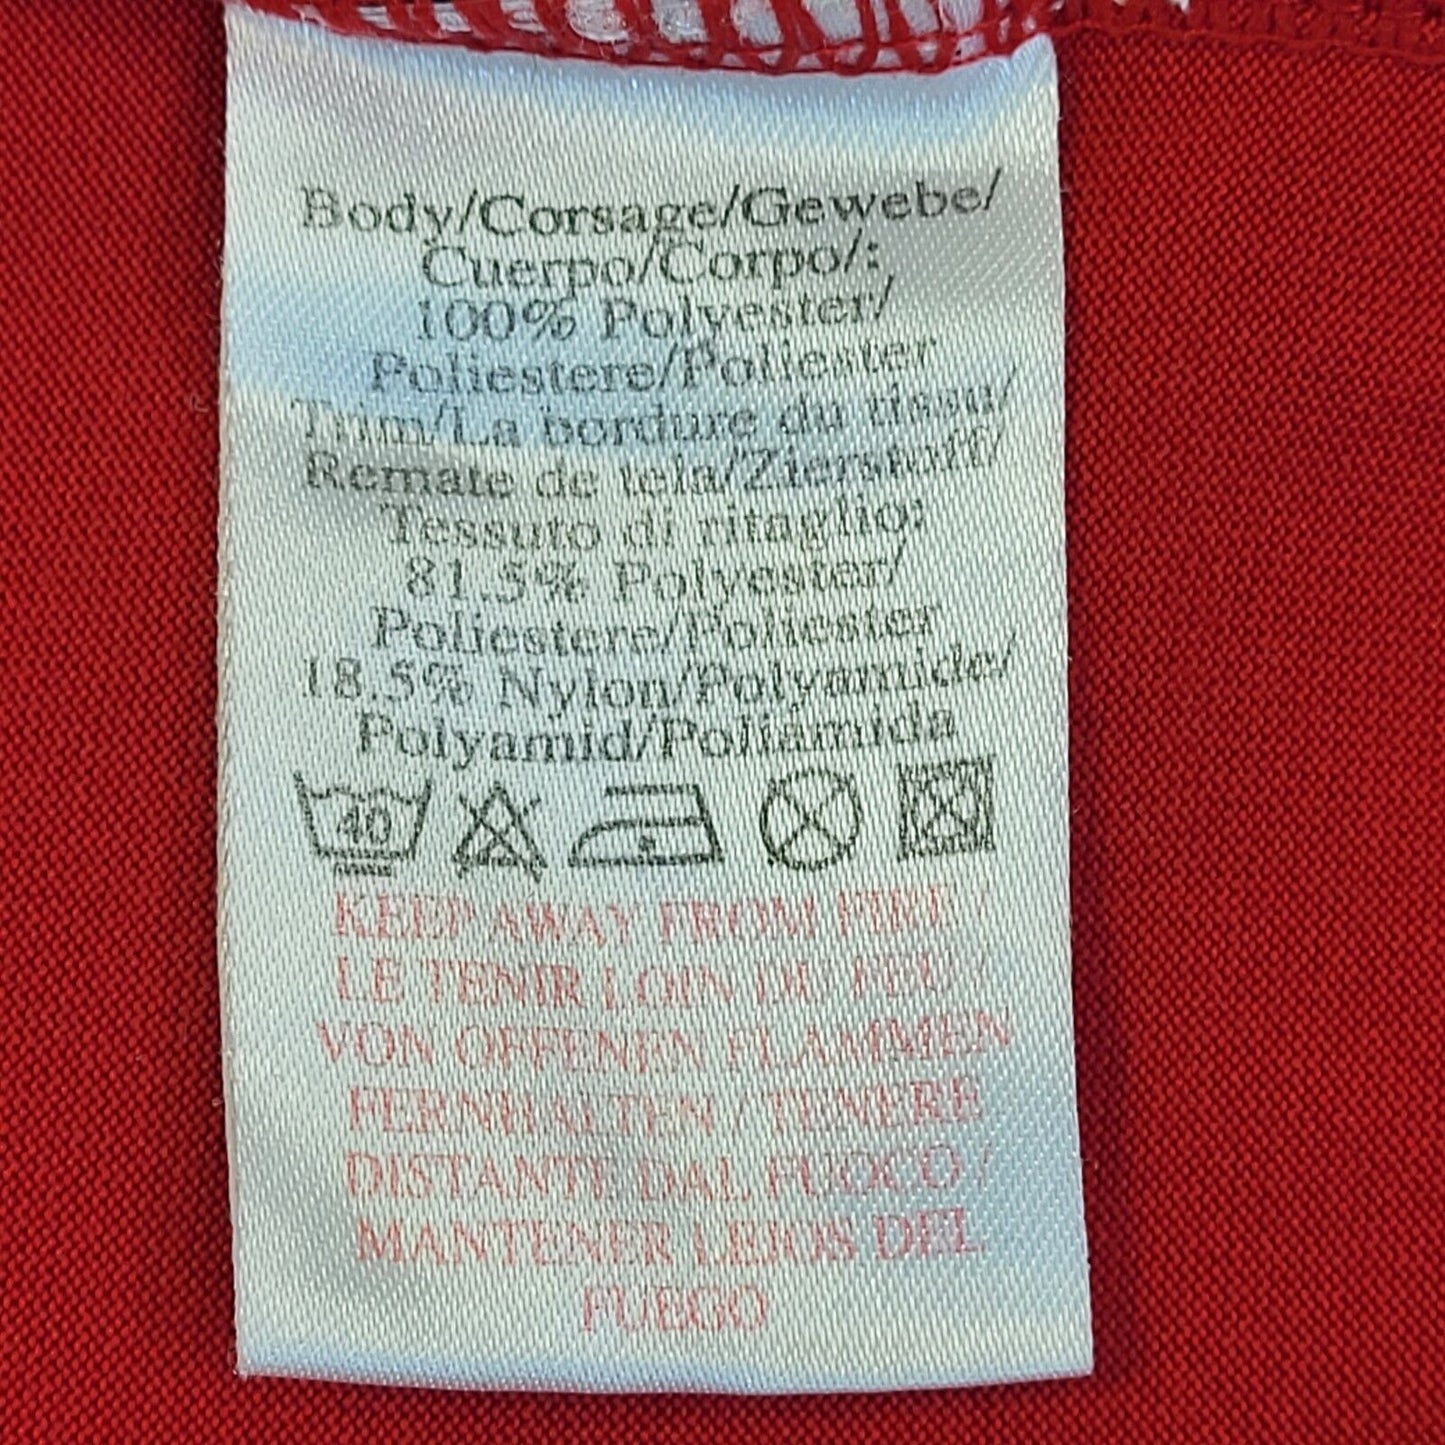 Body/Corsage/Gewebe/
Cuerpo/Corpo/:
100% Polyester/
Poliestere/Poliester
Trim/La bordure du tissu/
Remate de tela/Zierstoff/
Tessuto di ritaglio:
81.5% Polyester/
Poliestere/Poliester
18.5% Nylon/Polyamide/
Polyamid/Poliamida
40
KEEP AWAY FROM FIRE/
LE TENIR LOIN DU FEU/
VON OFFENEN FLAMMEN
FERNHALTEN/TENERE
DISTANTE DAL FUOCO/
MANTENER LEJOS DEL
FUEGO